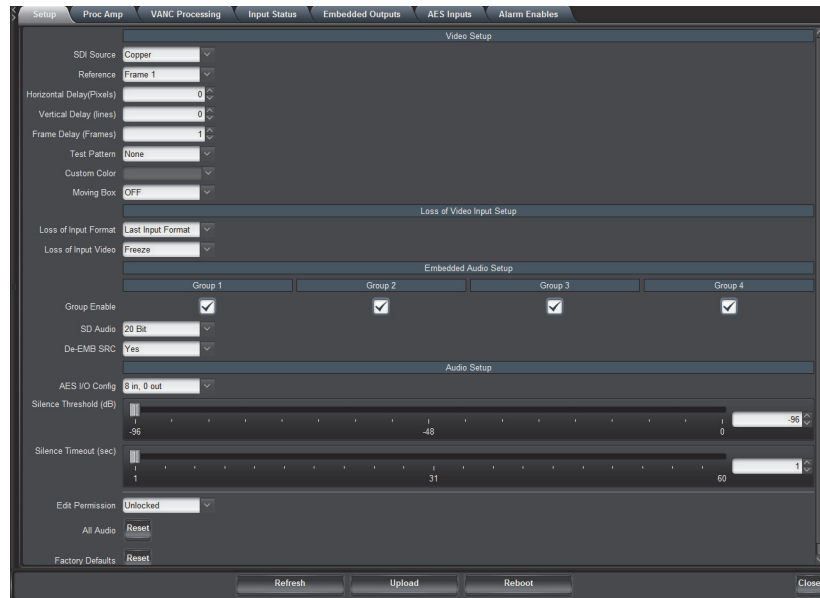 Setup Proc Amp VANC Processing Input Status Embedded Outputs AES Inputs Alarm Enables
Video Setup
SDI Source Copper
Reference Frame 1
Horizontal Delay(Pixels) 0
Vertical Delay (lines) 0
Frame Delay (Frames) 1
Test Pattern None
Custom Color
Moving Box OFF
Loss of Video Input Setup
Loss of Input Format Last Input Format
Loss of Input Video Freeze
Embedded Audio Setup
Group 1 Group 2 Group 3 Group 4
Group Enable
SD Audio 20 Bit
De-EMB SRC Yes
Audio Setup
AES I/O Config 8 in, 0 out
Silence Threshold (dB) -96
-96 -48 0
Silence Timeout (sec) 1
1 31 60
Edit Permission Unlocked
All Audio Reset
Factory Defaults Reset
Refresh Upload Reboot Close